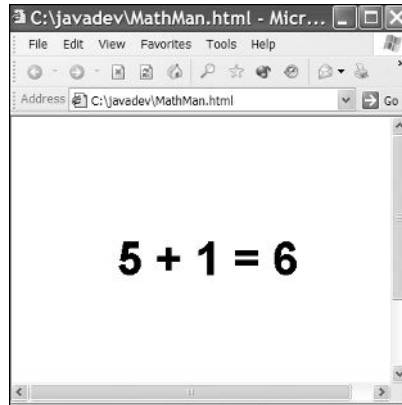 C:\javadev\MathMan.html - Micr...
File Edit View Favorites Tools Help
Address C:\javadev\MathMan.html Go
5 + 1 = 6